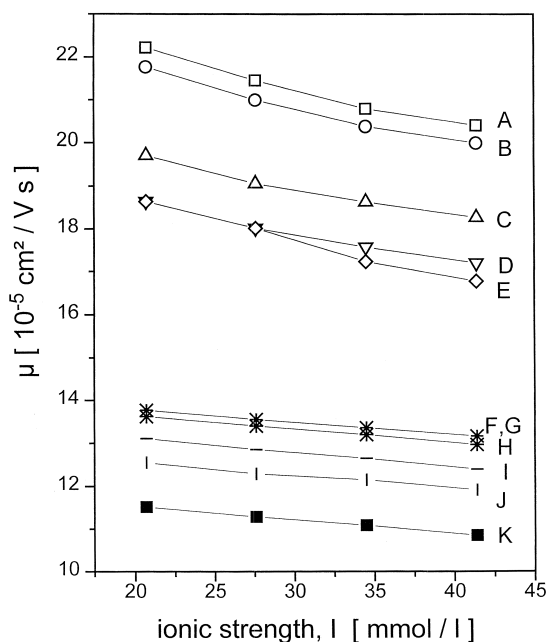 22
20
18
16
14
12
10
μ [ 10⁻⁵ cm² / V s ]
A
B
C
D
E
F,G
H
I
J
K
20 25 30 35 40 45
ionic strength, I [ mmol / l ]